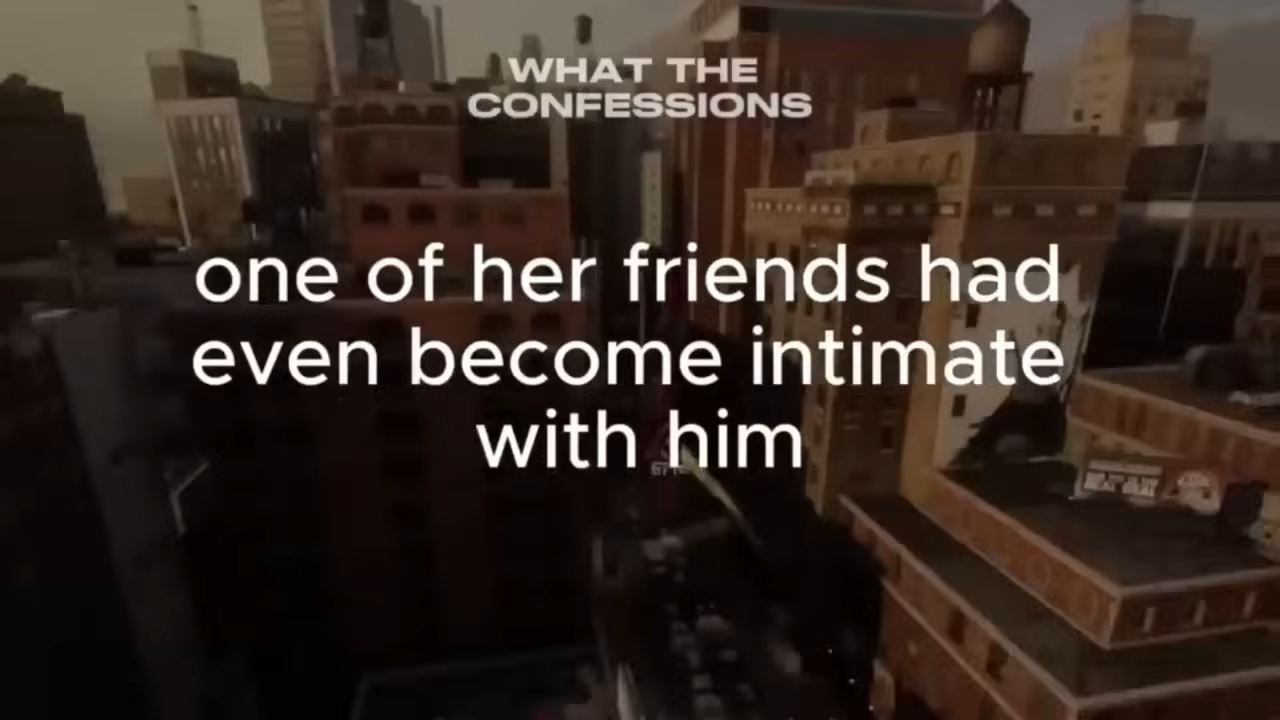 WHAT THE
CONFESSIONS
one of her friends had
even become intimate
with him